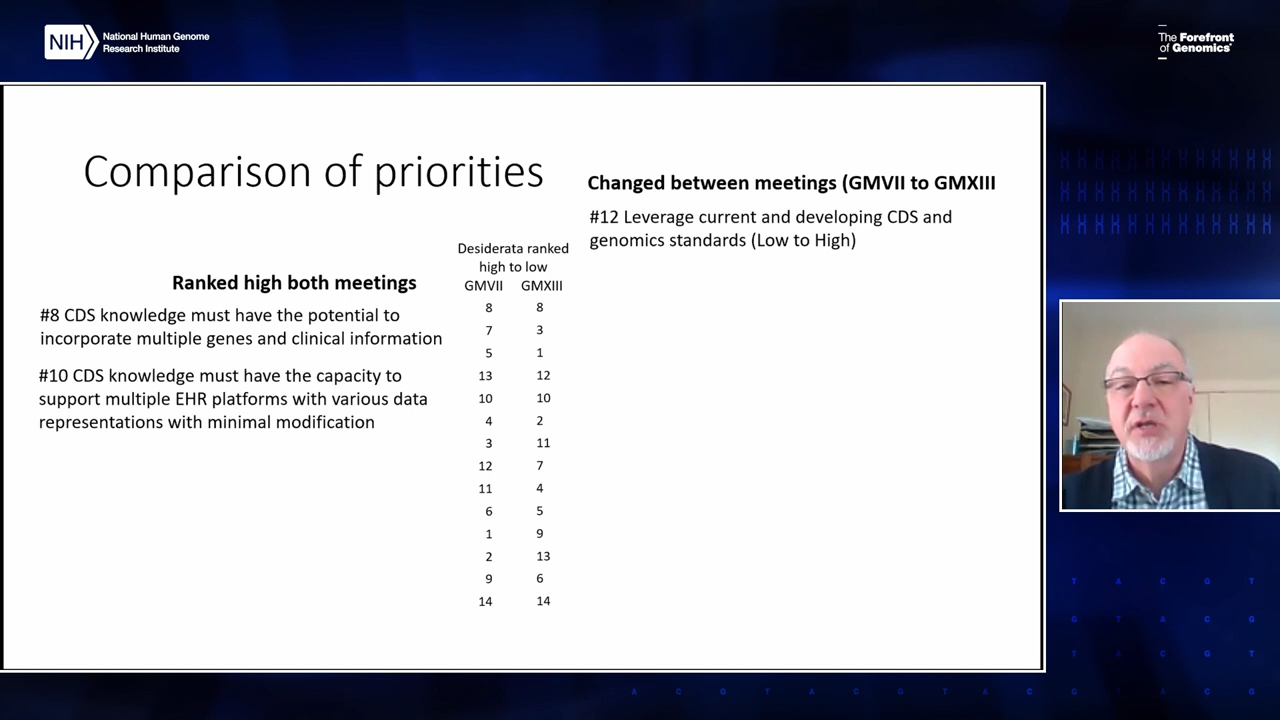 NIH National Human Genome
Research Institute
The Forefront
of Genomics®
Comparison of priorities
Ranked high both meetings
#8 CDS knowledge must have the potential to
incorporate multiple genes and clinical information
#10 CDS knowledge must have the capacity to
support multiple EHR platforms with various data
representations with minimal modification
Desiderata ranked
high to low
GMVII GMXIII
8 8
7 3
5 1
13 12
10 10
4 2
3 11
12 7
11 4
6 5
1 9
2 13
9 6
14 14
Changed between meetings (GMVII to GMXIII
#12 Leverage current and developing CDS and
genomics standards (Low to High)
T A C G T
G T A C G
T A C G T
A C G T A C G T A C G T A C G